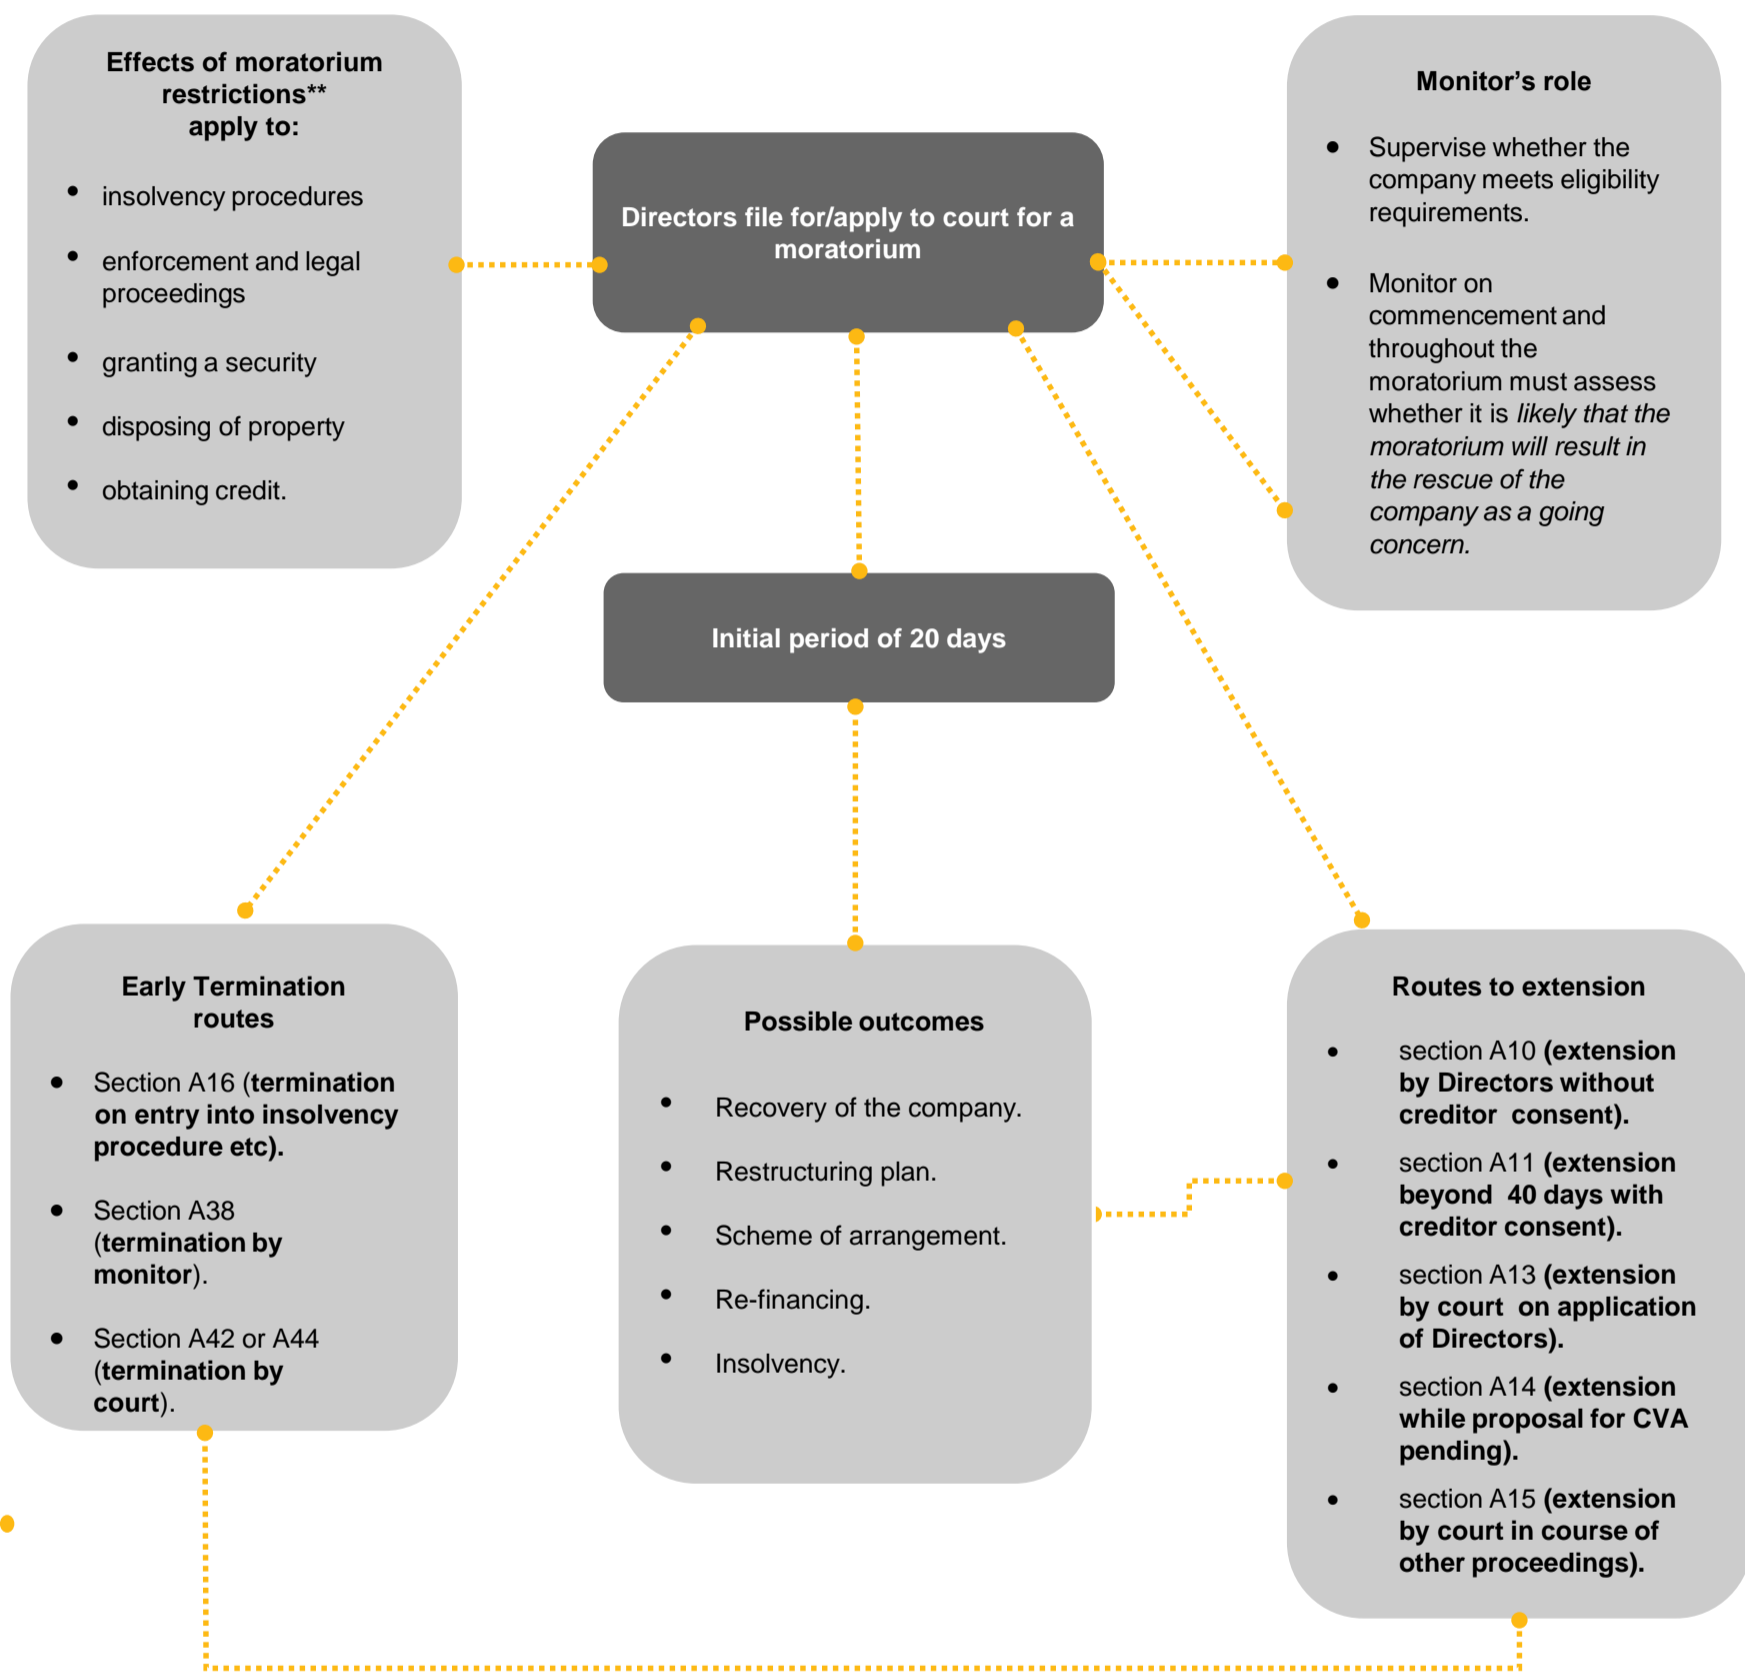 Effects of moratorium
restrictions**
apply to:
• insolvency procedures
• enforcement and legal
proceedings
• granting a security
• disposing of property
• obtaining credit.
Directors file for/apply to court for a
moratorium
Monitor's role
• Supervise whether the
company meets eligibility
requirements.
• Monitor on
commencement and
throughout the
moratorium must assess
whether it is likely that the
moratorium will result in
the rescue of the
company as a going
concern.
Initial period of 20 days
Early Termination
routes
• Section A16 (termination
on entry into insolvency
procedure etc).
• Section A38
(termination by
monitor).
• Section A42 or A44
(termination by
court).
Possible outcomes
• Recovery of the company.
• Restructuring plan.
• Scheme of arrangement.
• Re-financing.
• Insolvency.
Routes to extension
• section A10 (extension
by Directors without
creditor consent).
• section A11 (extension
beyond 40 days with
creditor consent).
• section A13 (extension
by court on application
of Directors).
• section A14 (extension
while proposal for CVA
pending).
• section A15 (extension
by court in course of
other proceedings).